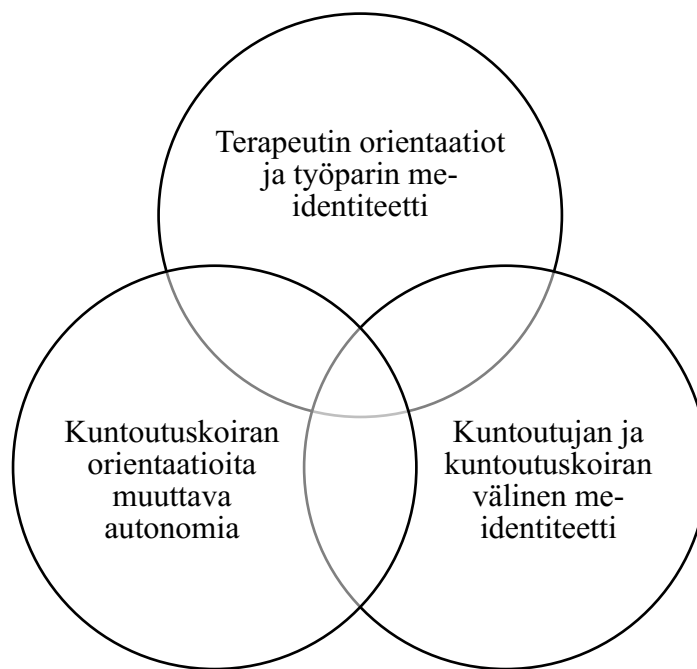 Terapeutin orientaatiot
ja työparin me-
identiteetti
Kuntoutuskoiran
orientaatioita
muuttava
autonomia
Kuntoutujan ja
kuntoutuskoiran
välinen me-
identiteetti